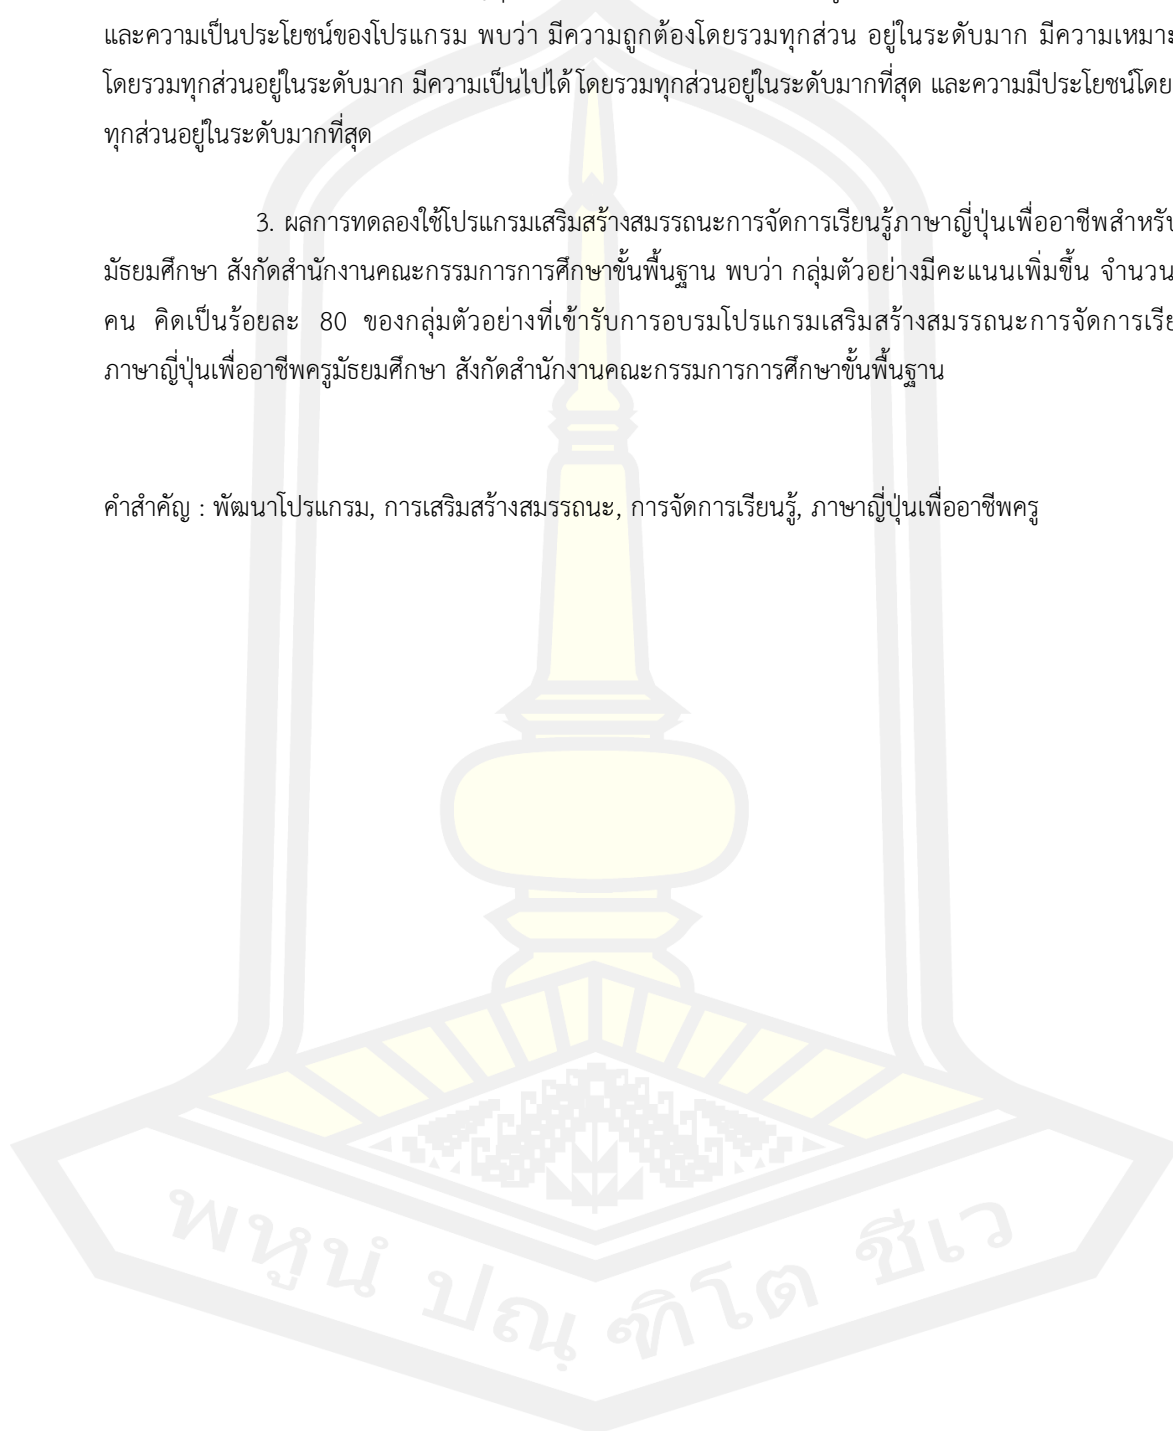 และความเป็นประโยชน์ของโปรแกรม พบว่า มีความถูกต้องโดยรวมทุกส่วน อยู่ในระดับมาก มีความเหมาะ
โดยรวมทุกส่วนอยู่ในระดับมาก มีความเป็นไปได้โดยรวมทุกส่วนอยู่ในระดับมากที่สุด และความมีประโยชน์โดย
ทุกส่วนอยู่ในระดับมากที่สุด
3. ผลการทดลองใช้โปรแกรมเสริมสร้างสมรรถนะการจัดการเรียนรู้ภาษาญี่ปุ่นเพื่ออาชีพสำหรับ
มัธยมศึกษา สังกัดสำนักงานคณะกรรมการการศึกษาขั้นพื้นฐาน พบว่า กลุ่มตัวอย่างมีคะแนนเพิ่มขึ้น จำนวน
คน คิดเป็นร้อยละ 80 ของกลุ่มตัวอย่างที่เข้ารับการอบรมโปรแกรมเสริมสร้างสมรรถนะการจัดการเรีย
ภาษาญี่ปุ่นเพื่ออาชีพครูมัธยมศึกษา สังกัดสำนักงานคณะกรรมการการศึกษาขั้นพื้นฐาน
คำสำคัญ : พัฒนาโปรแกรม, การเสริมสร้างสมรรถนะ, การจัดการเรียนรู้, ภาษาญี่ปุ่นเพื่ออาชีพครู
พหูนํ ปณฺฑิโต ชีเว